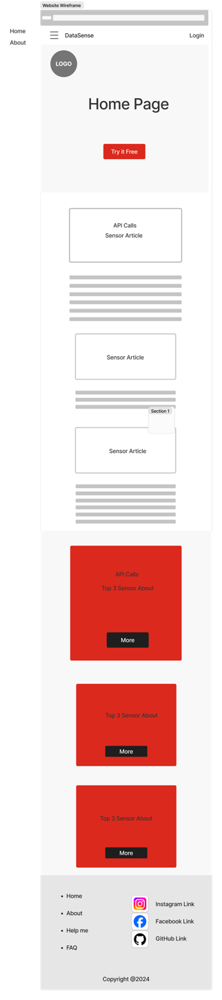 Website Wireframe
Home
About
DataSense
Login
LOGO
Home Page
Try it Free
API Calls
Sensor Article
Sensor Article
Section 1
Sensor Article
API Calls
Top 3 Sensor About
More
Top 3 Sensor About
More
Top 3 Sensor About
More
• Home
• About
• Help me
• FAQ
Instagram Link
Facebook Link
GitHub Link
Copyright @2024